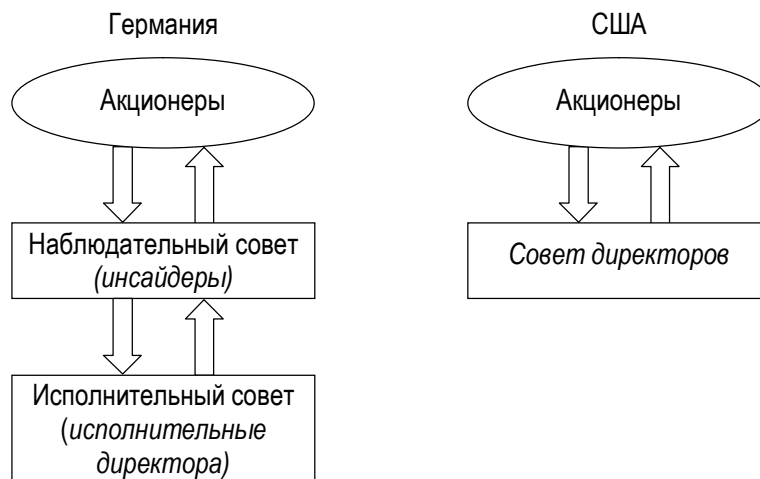 Германия
Акционеры
Наблюдательный совет
(инсайдеры)
Исполнительный совет
(исполнительные
директора)
США
Акционеры
Совет директоров